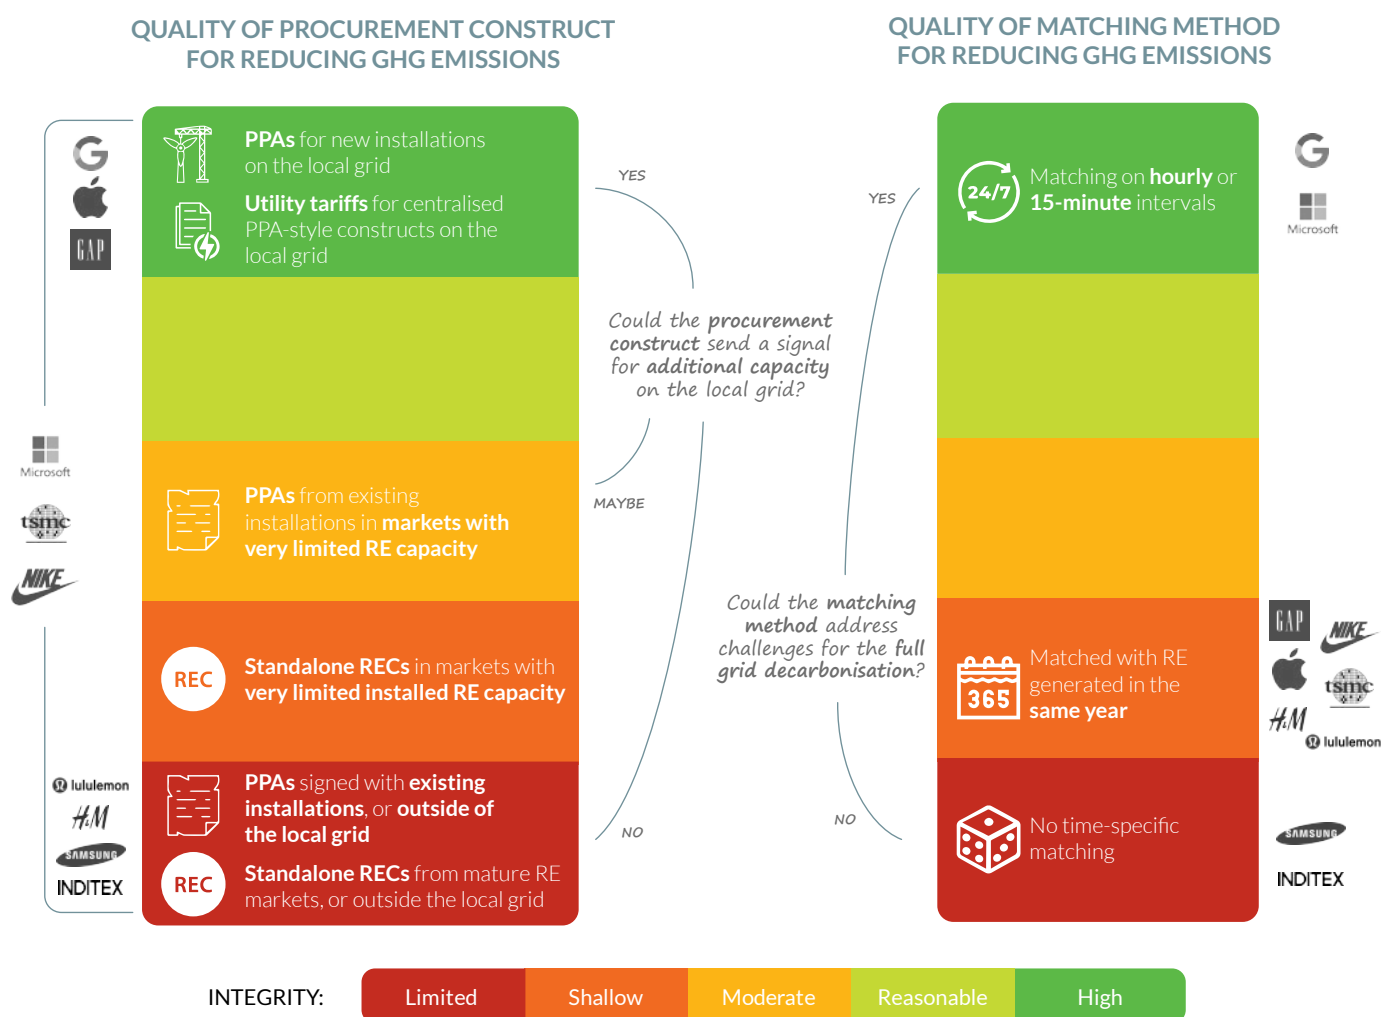 QUALITY OF PROCUREMENT CONSTRUCT
FOR REDUCING GHG EMISSIONS
G
GAP
Microsoft
tsmc
NIKE
lululemon
H&M
SAMSUNG
INDITEX
PPAs for new installations
on the local grid
Utility tariffs for centralised
PPA-style constructs on the
local grid
PPAs from existing
installations in markets with
very limited RE capacity
REC
Standalone RECs in markets with
very limited installed RE capacity
PPAs signed with existing
installations, or outside of
the local grid
REC
Standalone RECs from mature RE
markets, or outside the local grid
YES
Could the procurement
construct send a signal
for additional capacity
on the local grid?
MAYBE
NO
QUALITY OF MATCHING METHOD
FOR REDUCING GHG EMISSIONS
YES
Could the matching
method address
challenges for the full
grid decarbonisation?
NO
24/7
Matching on hourly or
15-minute intervals
365
Matched with RE
generated in the
same year
No time-specific
matching
G
Microsoft
GAP
NIKE
tsmc
H&M
lululemon
SAMSUNG
INDITEX
INTEGRITY:
Limited
Shallow
Moderate
Reasonable
High